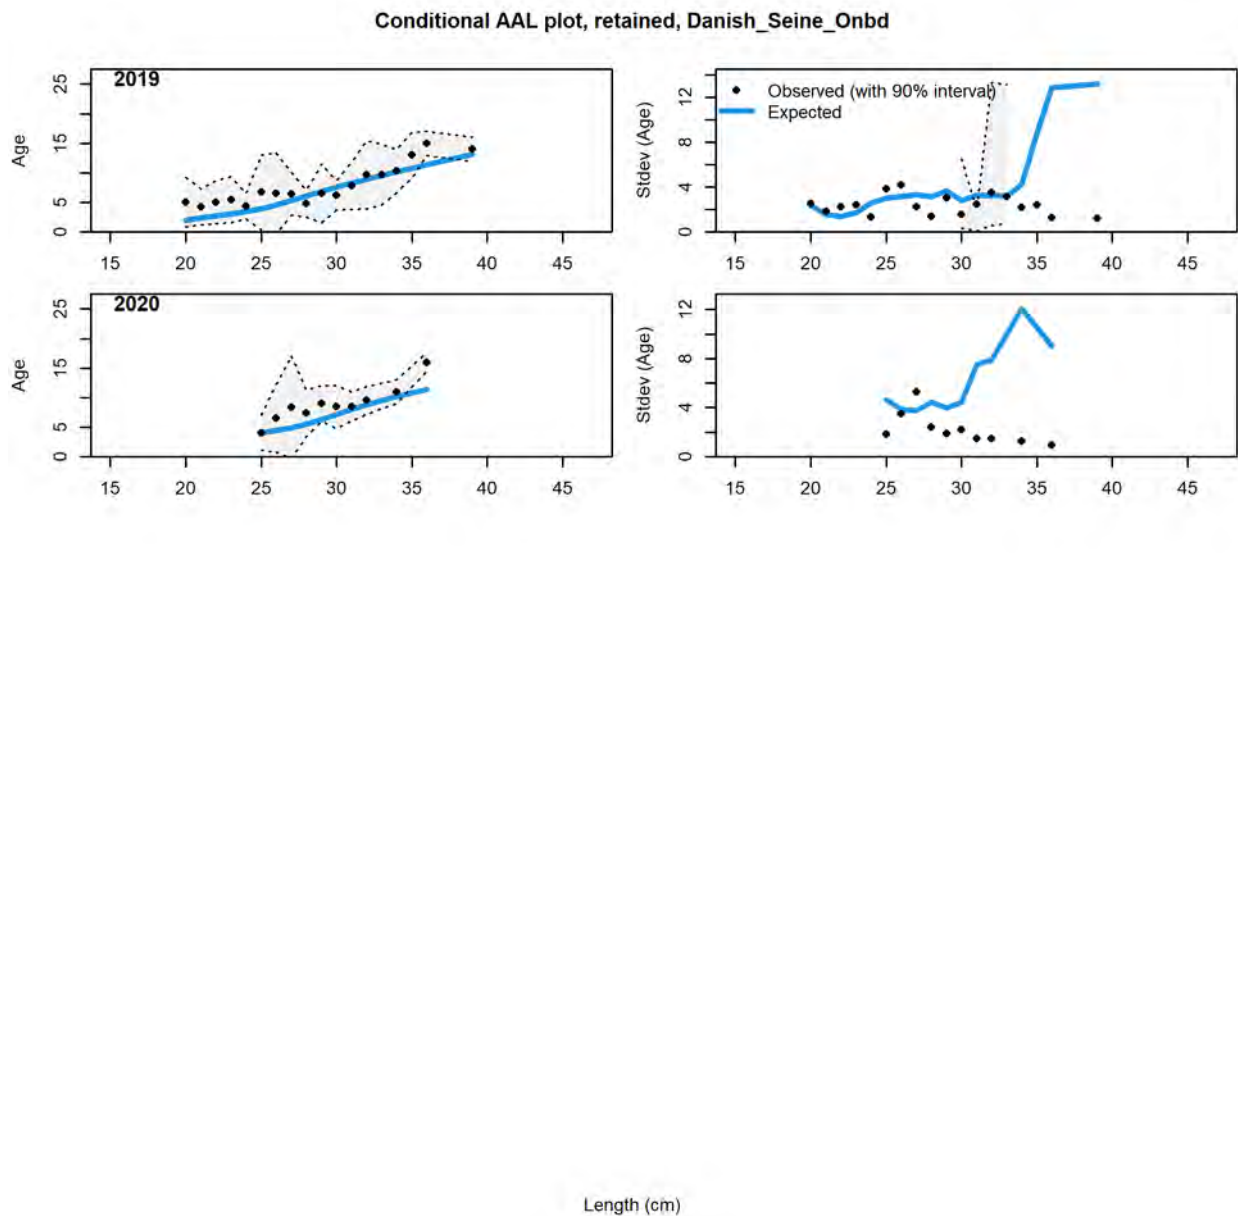 Conditional AAL plot, retained, Danish_Seine_Onbd
2019
Age
0 5 15 25
15 20 25 30 35 40 45
Observed (with 90% interval)
Expected
Stdev (Age)
0 4 8 12
15 20 25 30 35 40 45
2020
Age
0 5 15 25
15 20 25 30 35 40 45
Stdev (Age)
0 4 8 12
15 20 25 30 35 40 45
Length (cm)